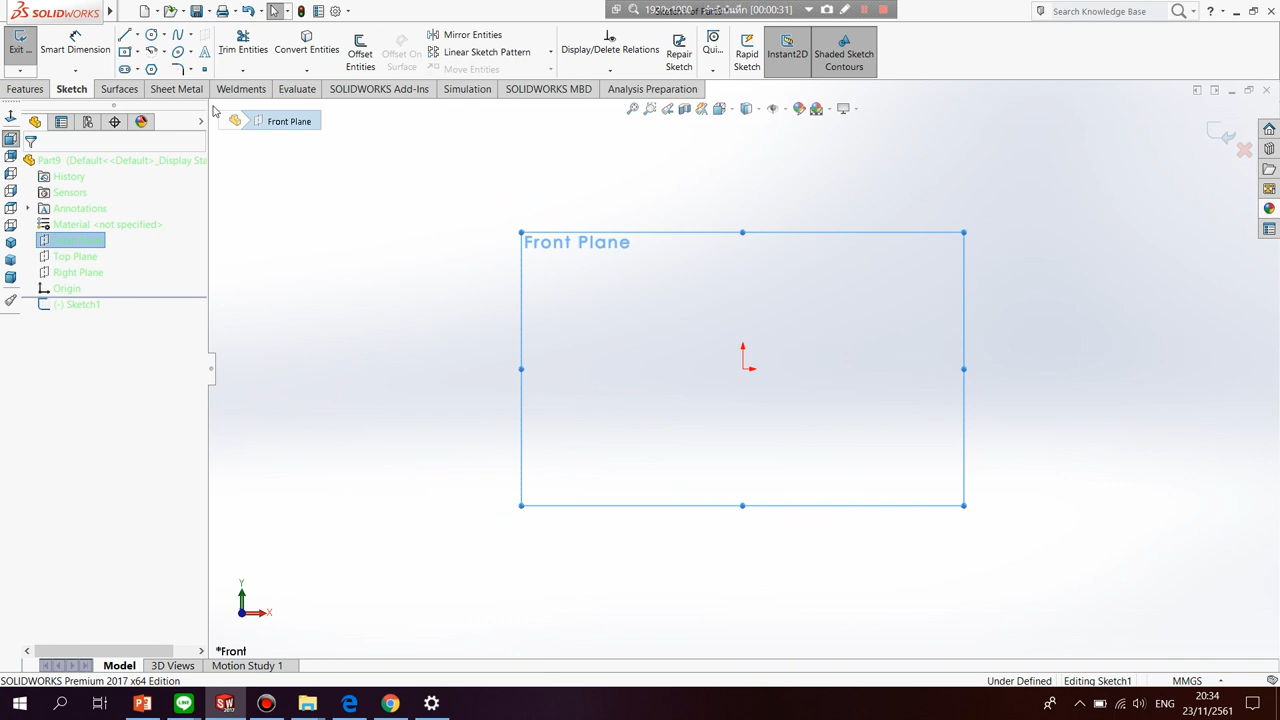 SOLIDWORKS
1920x1080
[00:00:31]
Search Knowledge Base
Exit ...
Smart Dimension
Trim Entities
Convert Entities
Offset Entities
Offset On Surface
Mirror Entities
Linear Sketch Pattern
Move Entities
Display/Delete Relations
Repair Sketch
Qui...
Rapid Sketch
Instant2D
Shaded Sketch Contours
Features
Sketch
Surfaces
Sheet Metal
Weldments
Evaluate
SOLIDWORKS Add-Ins
Simulation
SOLIDWORKS MBD
Analysis Preparation
Front Plane
Part9 (Default<<Default>_Display Sta
History
Sensors
Annotations
Material <not specified>
Top Plane
Right Plane
Origin
(-) Sketch1
Front Plane
Y
X
*Front
Model
3D Views
Motion Study 1
SOLIDWORKS Premium 2017 x64 Edition
Under Defined
Editing Sketch1
MMGS
ENG
20:34
23/11/2561